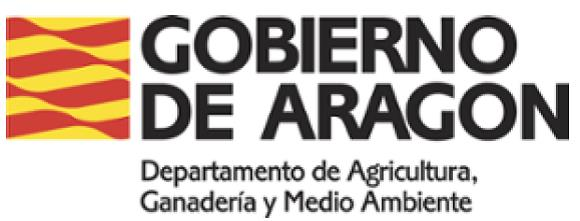 GOBIERNO
DE ARAGON
Departamento de Agricultura,
Ganadería y Medio Ambiente